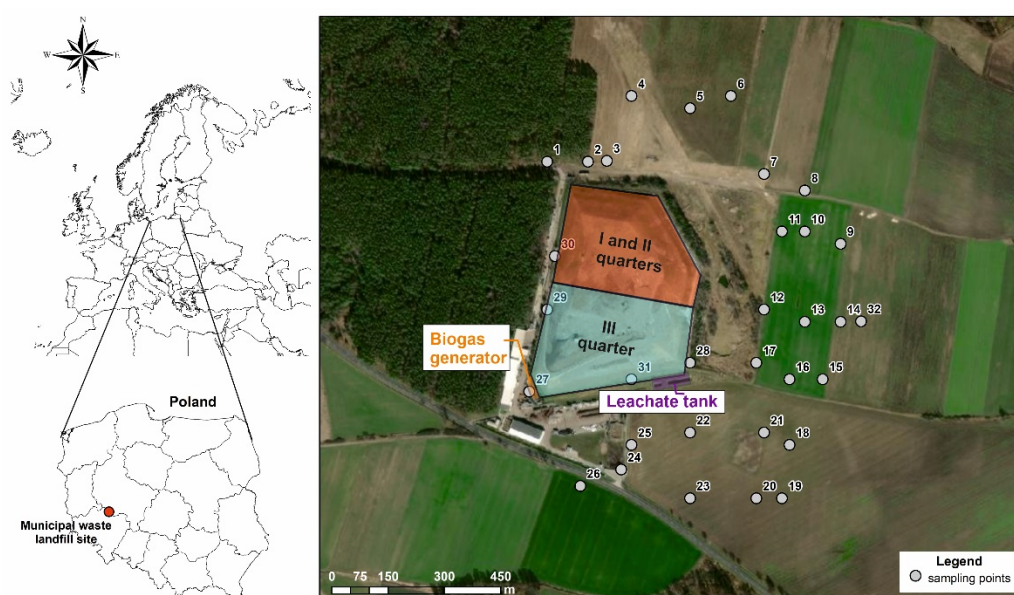 N
W
E
S
Poland
Municipal waste
landfill site
4
5
6
1
2
3
7
8
11
10
9
I and II
quarters
30
29
12
13
14
32
III
quarter
Biogas
generator
28
17
16
15
27
31
Leachate tank
22
21
18
25
24
26
23
20
19
0
75
150
300
450
m
Legend
sampling points